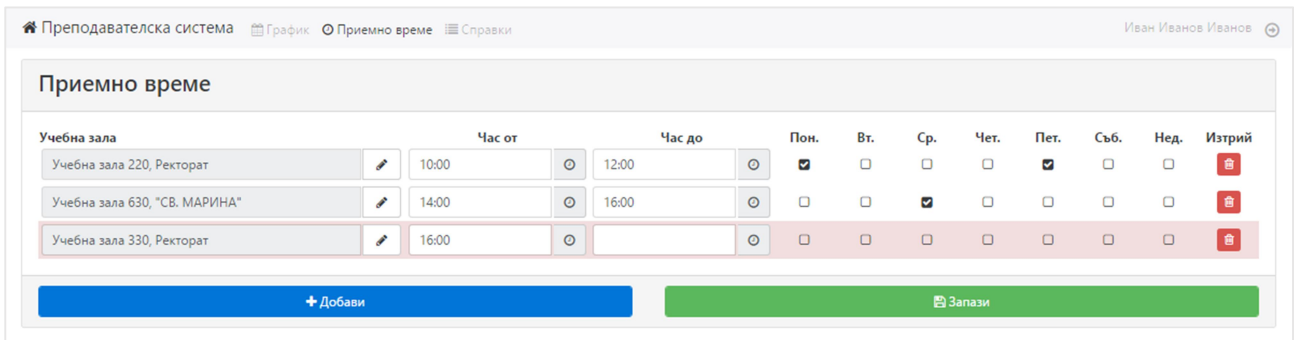 Преподавателска система График Приемно време Справки Иван Иванов Иванов
Приемно време
Учебна зала Час от Час до Пон. Вт. Ср. Чет. Пет. Съб. Нед. Изтрий
Учебна зала 220, Ректорат 10:00 12:00
Учебна зала 630, "СВ. МАРИНА" 14:00 16:00
Учебна зала 330, Ректорат 16:00
Добави Запази